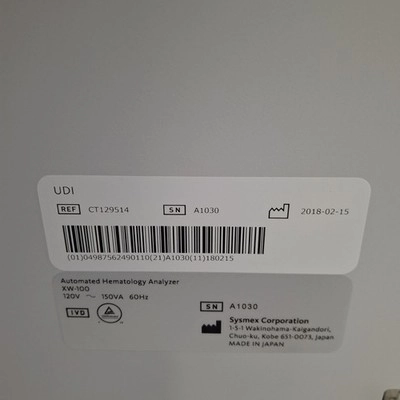 UDI
REF CT129514 SN A1030 2018-02-15
(01)04987562490110(21)A1030(11)180215
Automated Hematology Analyzer
XW-100
120V ~ 150VA 60Hz
IVD
SN A1030
Sysmex Corporation
1-5-1 Wakinohama-Kaigandori,
Chuo-ku, Kobe 651-0073, Japan
MADE IN JAPAN